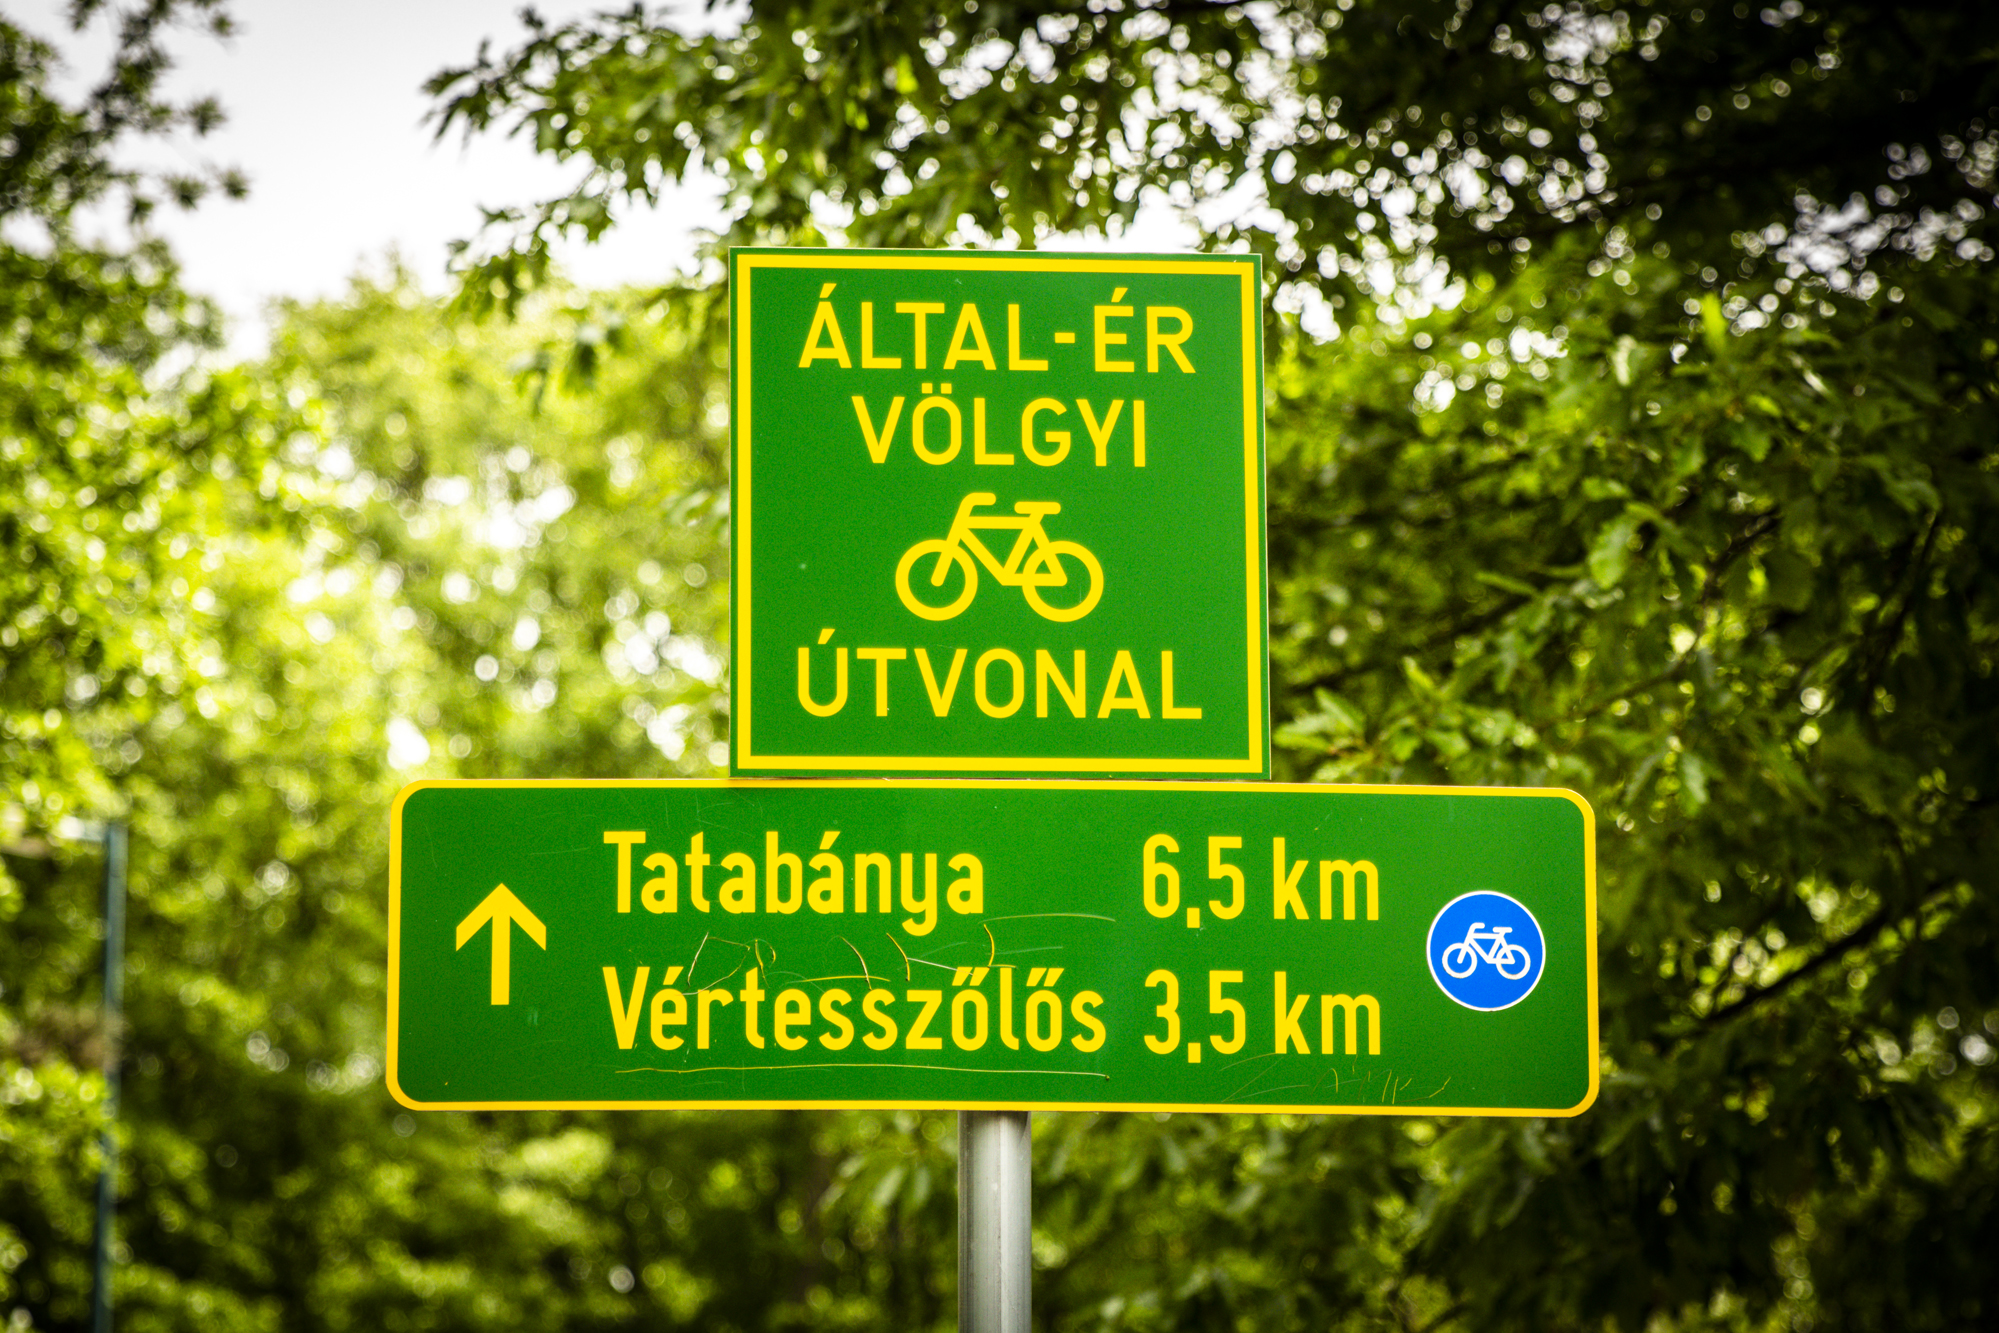 ÁLTAL-ÉR
VÖLGYI
ÚTVONAL
Tatabánya 6,5 km
Vértesszőlős 3,5 km